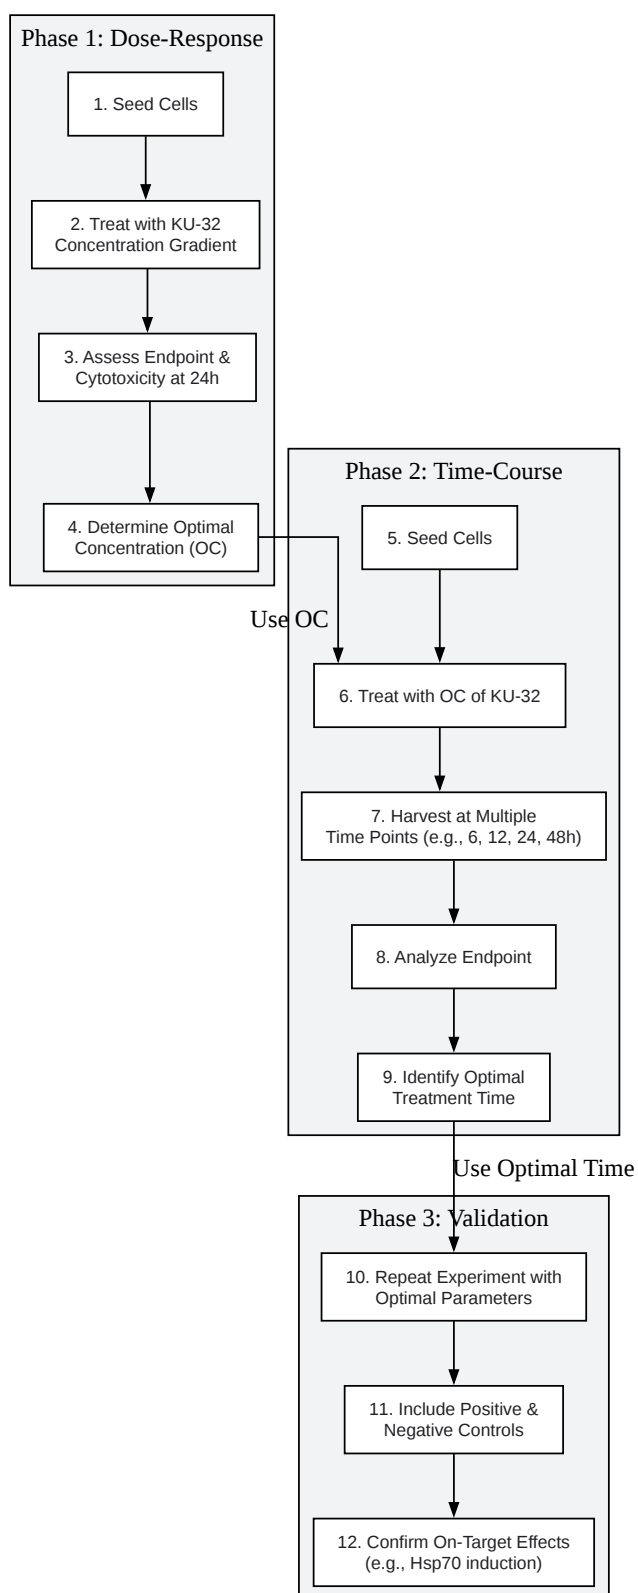 Phase 1: Dose-Response
1. Seed Cells
2. Treat with KU-32
Concentration Gradient
3. Assess Endpoint &
Cytotoxicity at 24h
4. Determine Optimal
Concentration (OC)
Use OC
Phase 2: Time-Course
5. Seed Cells
6. Treat with OC of KU-32
7. Harvest at Multiple
Time Points (e.g., 6, 12, 24, 48h)
8. Analyze Endpoint
9. Identify Optimal
Treatment Time
Use Optimal Time
Phase 3: Validation
10. Repeat Experiment with
Optimal Parameters
11. Include Positive &
Negative Controls
12. Confirm On-Target Effects
(e.g., Hsp70 induction)